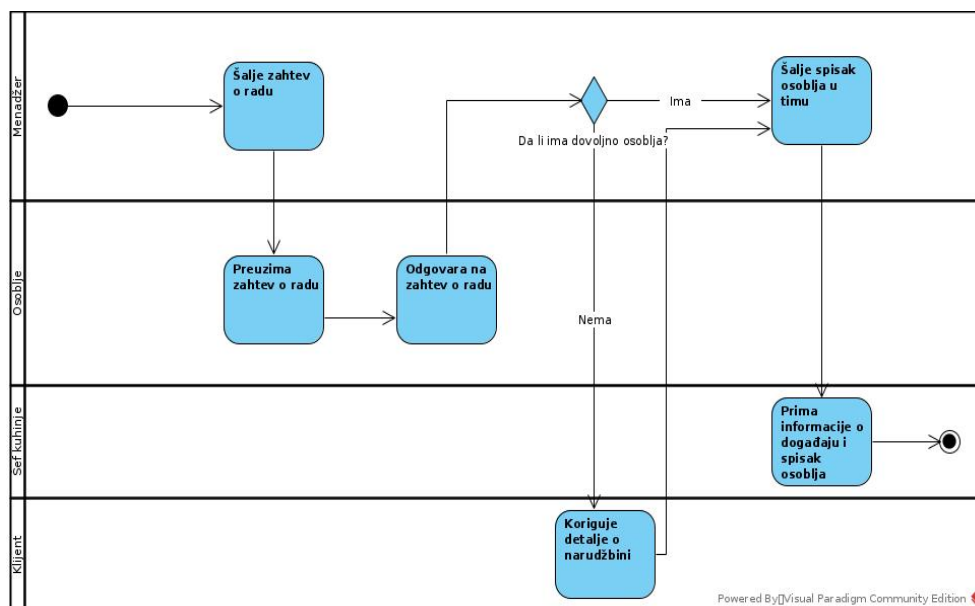 Menadžer
Šalje zahtev
o radu
Ima
Da li ima dovoljno osoblja?
Šalje spisak
osoblja u
timu
Osoblje
Preuzima
zahtev o radu
Odgovara na
zahtev o radu
Nema
Sef kuhinje
Prima
informacije o
događaju i
spisak
osoblja
Klijent
Koriguje
detalje o
narudžbini
Powered By▯Visual Paradigm Community Edition